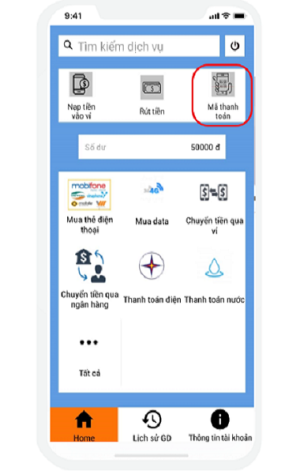 9:41
Tìm kiếm dịch vụ
Nạp tiền
vào ví
Rút tiền
Mã thanh
toán
Số dư
50000 đ
mobifone
Mua thẻ điện
thoại
Mua data
Chuyển tiền qua
ví
Chuyển tiền qua
ngân hàng
Thanh toán điện
Thanh toán nước
Tất cả
Home
Lịch sử GD
Thông tin tài khoản